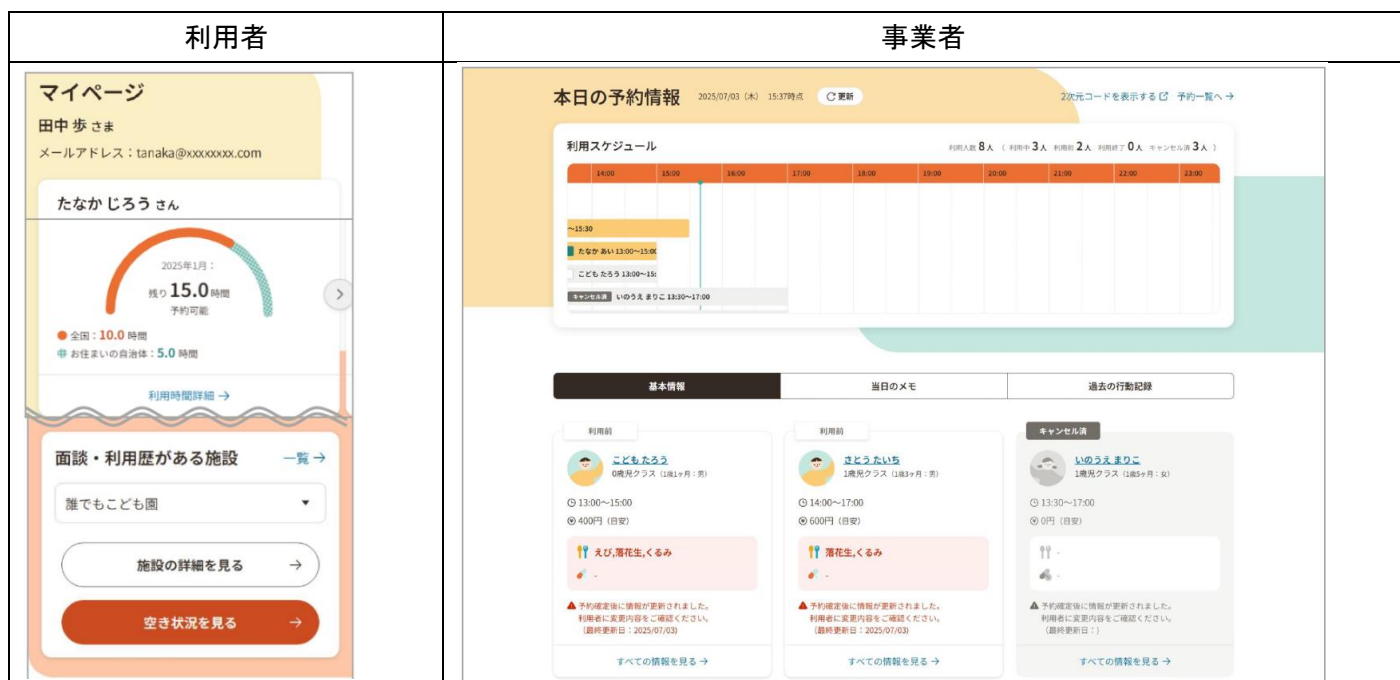 利用者
事業者
マイページ
田中 歩 さま
メールアドレス：tanaka@xxxxxxxx.com
たなか じろう さん
2025年1月：
残り 15.0 時間
予約可能
全国：10.0 時間
お住まいの自治体：5.0 時間
利用時間詳細 →
面談・利用歴がある施設 一覧 →
誰でもこども園
施設の詳細を見る →
空き状況を見る →
本日の予約情報 2025/07/03（木） 15:37時点 更新 2次元コードを表示する 予約一覧へ →
利用スケジュール 利用人数 8人 （ 利用中 3人 利用前 2人 利用終了 0人 キャンセル済 3人 ）
14:00 15:00 16:00 17:00 18:00 19:00 20:00 21:00 22:00 23:00
～15:30
たなか あい 13:00～15:00
こども たろう 13:00～15:
キャンセル済 いのうえ まりこ 13:30～17:00
基本情報 当日のメモ 過去の行動記録
利用前
こども たろう
0歳児クラス（1歳1ヶ月：男）
13:00～15:00
400円（目安）
えび,落花生,くるみ
-
予約確定後に情報が更新されました。
利用者に変更内容をご確認ください。
（最終更新日：2025/07/03）
すべての情報を見る →
利用前
さとう たいち
1歳児クラス（1歳3ヶ月：男）
14:00～17:00
600円（目安）
落花生,くるみ
-
予約確定後に情報が更新されました。
利用者に変更内容をご確認ください。
（最終更新日：2025/07/03）
すべての情報を見る →
キャンセル済
いのうえ まりこ
1歳児クラス（1歳5ヶ月：女）
13:30～17:00
0円（目安）
-
-
予約確定後に情報が更新されました。
利用者に変更内容をご確認ください。
（最終更新日：）
すべての情報を見る →